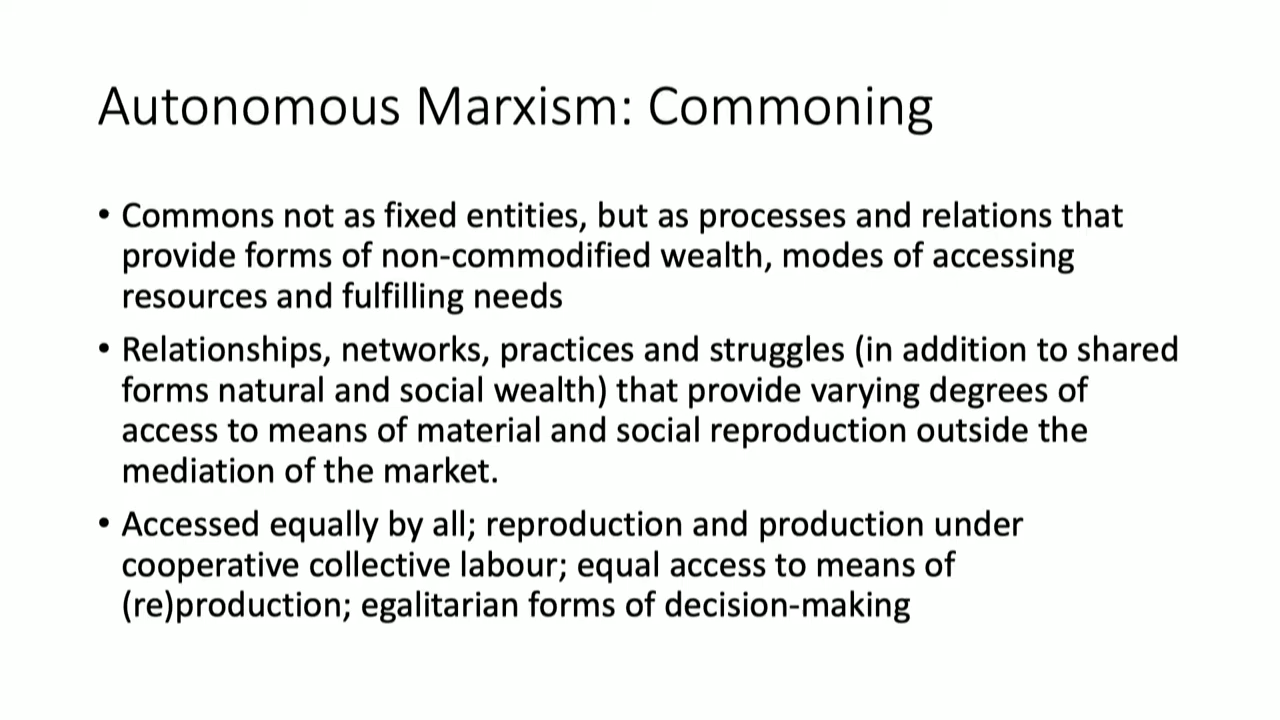 Autonomous Marxism: Commoning
• Commons not as fixed entities, but as processes and relations that
provide forms of non-commodified wealth, modes of accessing
resources and fulfilling needs
• Relationships, networks, practices and struggles (in addition to shared
forms natural and social wealth) that provide varying degrees of
access to means of material and social reproduction outside the
mediation of the market.
• Accessed equally by all; reproduction and production under
cooperative collective labour; equal access to means of
(re)production; egalitarian forms of decision-making